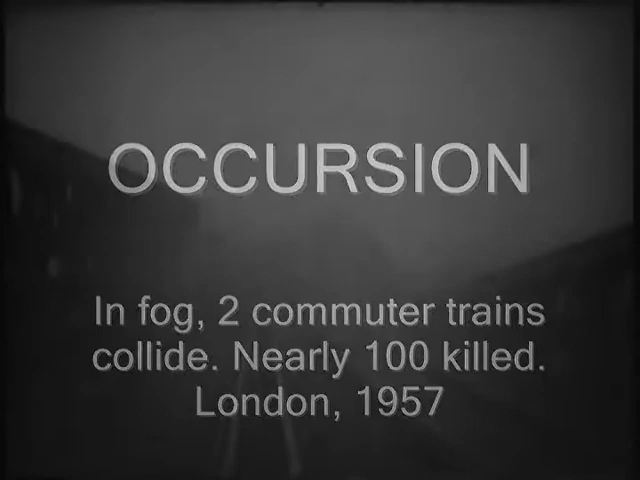 OCCURSION
In fog, 2 commuter trains
collide. Nearly 100 killed.
London, 1957